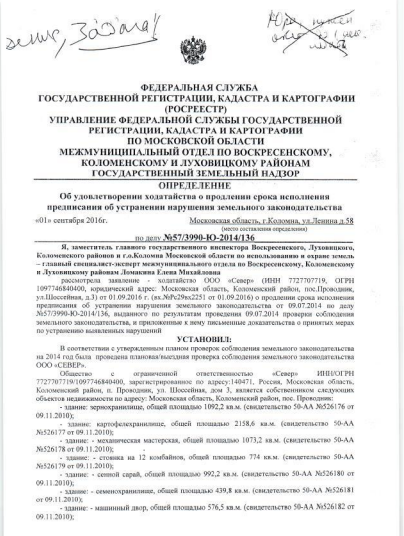 ФЕДЕРАЛЬНАЯ СЛУЖБА
ГОСУДАРСТВЕННОЙ РЕГИСТРАЦИИ, КАДАСТРА И КАРТОГРАФИИ
(РОСРЕЕСТР)
УПРАВЛЕНИЕ ФЕДЕРАЛЬНОЙ СЛУЖБЫ ГОСУДАРСТВЕННОЙ
РЕГИСТРАЦИИ, КАДАСТРА И КАРТОГРАФИИ
ПО МОСКОВСКОЙ ОБЛАСТИ
МЕЖМУНИЦИПАЛЬНЫЙ ОТДЕЛ ПО ВОСКРЕСЕНСКОМУ,
КОЛОМЕНСКОМУ И ЛУХОВИЦКОМУ РАЙОНАМ
ГОСУДАРСТВЕННЫЙ ЗЕМЕЛЬНЫЙ НАДЗОР
ОПРЕДЕЛЕНИЕ
Об удовлетворении ходатайства о продлении срока исполнения
предписания об устранении нарушения земельного законодательства
«01» сентября 2016г. Московская область, г.Коломна, ул.Ленина д.58
(место составления определения)
по делу №57/3990-Ю-2014/136
Я, заместитель главного государственного инспектора Воскресенского, Луховицкого,
Коломенского районов и г.о.Коломна Московской области по использованию и охране земель
– главный специалист-эксперт межмуниципального отдела по Воскресенскому, Коломенскому
и Луховицкому районам Ломакина Елена Михайловна
рассмотрела заявление - ходатайство ООО «Север» (ИНН 7727707719, ОГРН
1097746840400, юридический адрес: Московская область, Коломенский район, пос.Проводник,
ул.Шоссейная, д.3) от 01.09.2016 г. (вх.№Рс29вх2251 от 01.09.2016) о продлении срока исполнения
предписания об устранении нарушения земельного законодательства от 09.07.2014 по делу
№57/3990-Ю-2014/136, выданного по результатам проведения 09.07.2014 проверки соблюдения
земельного законодательства, и приложенные к нему письменные доказательства о принятых мерах
по устранению выявленных нарушений
УСТАНОВИЛ:
В соответствии с утвержденным планом проверок соблюдения земельного законодательства
на 2014 год была проведена плановая/выездная проверка соблюдения земельного законодательства
ООО «СЕВЕР».
Общество с ограниченной ответственностью «Север» ИНН/ОГРН
7727707719/1097746840400, зарегистрированное по адресу:140471, Россия, Московская область,
Коломенский район, п. Проводник, ул. Шоссейная, дом 3, является собственником следующих
объектов недвижимости по адресу: Московская область, Коломенский район, пос. Проводник:
- здание: зернохранилище, общей площадью 1092,2 кв.м. (свидетельство 50-АА №526176 от
09.11.2010);
- здание: картофелехранилище, общей площадью 2158,6 кв.м. (свидетельство 50-АА
№526177 от 09.11.2010);
- здание: - механическая мастерская, общей площадью 1073,2 кв.м. (свидетельство 50-АА
№526178 от 09.11.2010);
- здание: - стоянка на 12 комбайнов, общей площадью 774 кв.м. (свидетельство 50-АА
№526179 от 09.11.2010);
- здание: - сенной сарай, общей площадью 992,2 кв.м. (свидетельство 50-АА №526180 от
09.11.2010);
- здание: - семенохранилище, общей площадью 439,8 кв.м. (свидетельство 50-АА №526181
от 09.11.2010);
- здание: - машинный двор, общей площадью 576,5 кв.м. (свидетельство 50-АА №526182 от
09.11.2010);